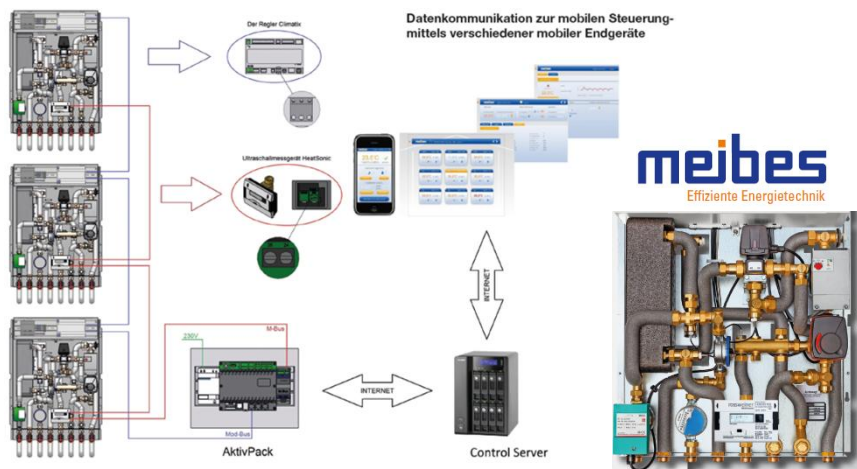 Datenkommunikation zur mobilen Steuerung-
mittels verschiedener mobiler Endgeräte
Der Regler Climatix
meibes
Effiziente Energietechnik
Ultraschallmessgerät HeatSonic
INTERNET
M-Bus
230V
INTERNET
Mod-Bus
AktivPack
Control Server